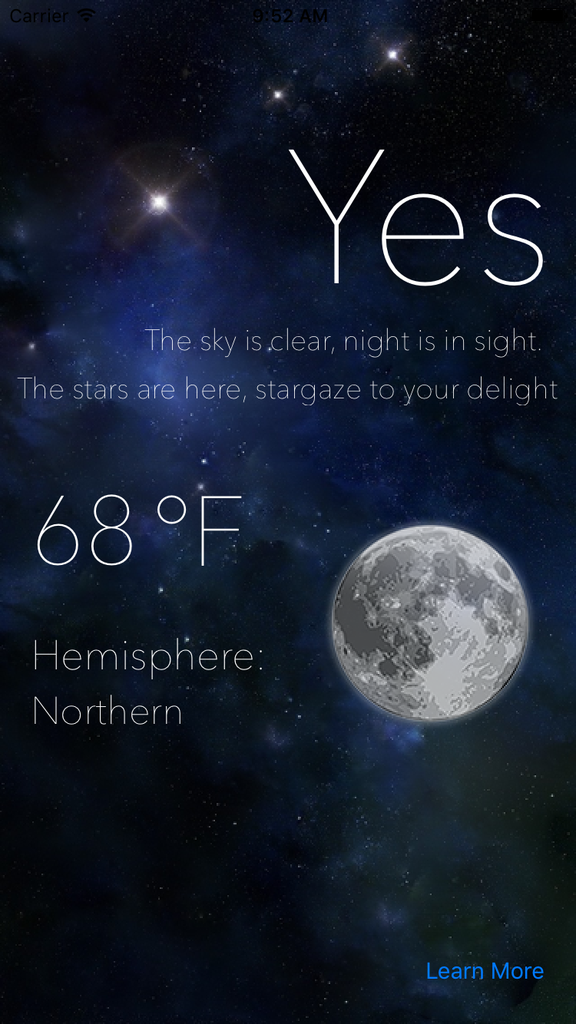 Carrier 9:52 AM
Yes
The sky is clear, night is in sight.
The stars are here, stargaze to your delight
68 °F
Hemisphere:
Northern
Learn More